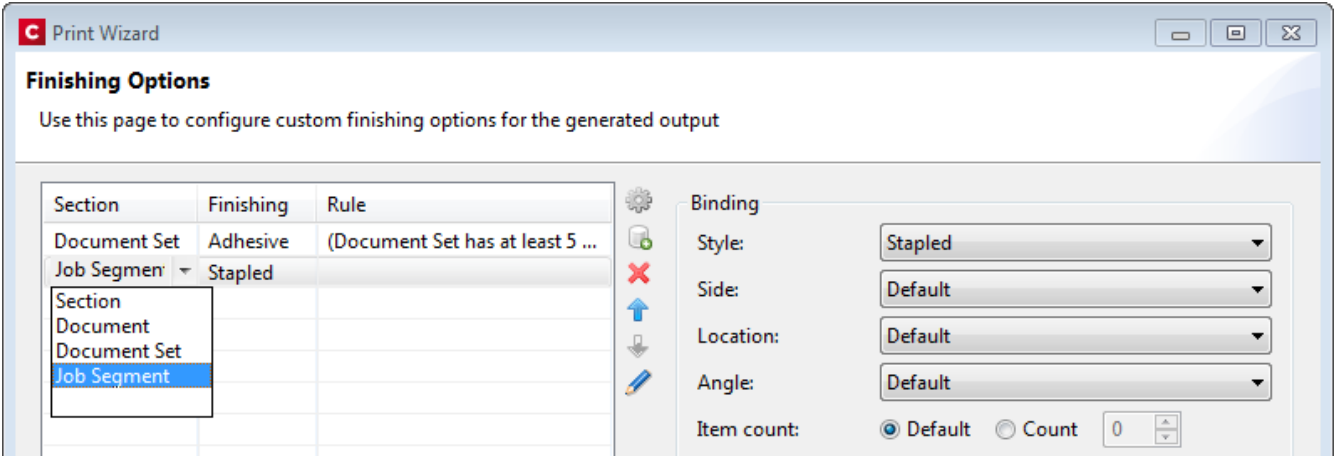 C Print Wizard
Finishing Options
Use this page to configure custom finishing options for the generated output
Section Finishing Rule
Document Set Adhesive (Document Set has at least 5 ...
Job Segmen Stapled
Section
Document
Document Set
Job Segment
Binding
Style: Stapled
Side: Default
Location: Default
Angle: Default
Item count: Default Count 0